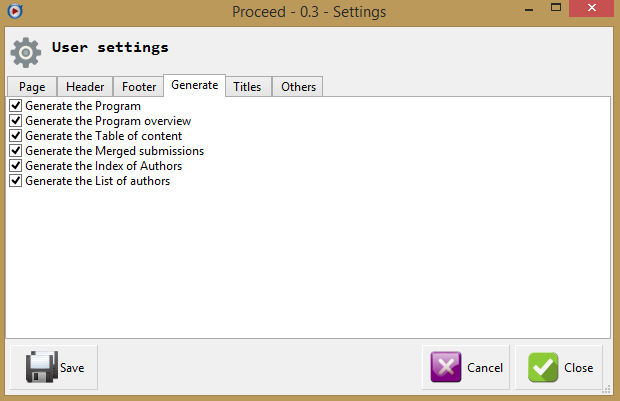 Proceed - 0.3 - Settings
User settings
Page Header Footer Generate Titles Others
Generate the Program
Generate the Program overview
Generate the Table of content
Generate the Merged submissions
Generate the Index of Authors
Generate the List of authors
Save Cancel Close